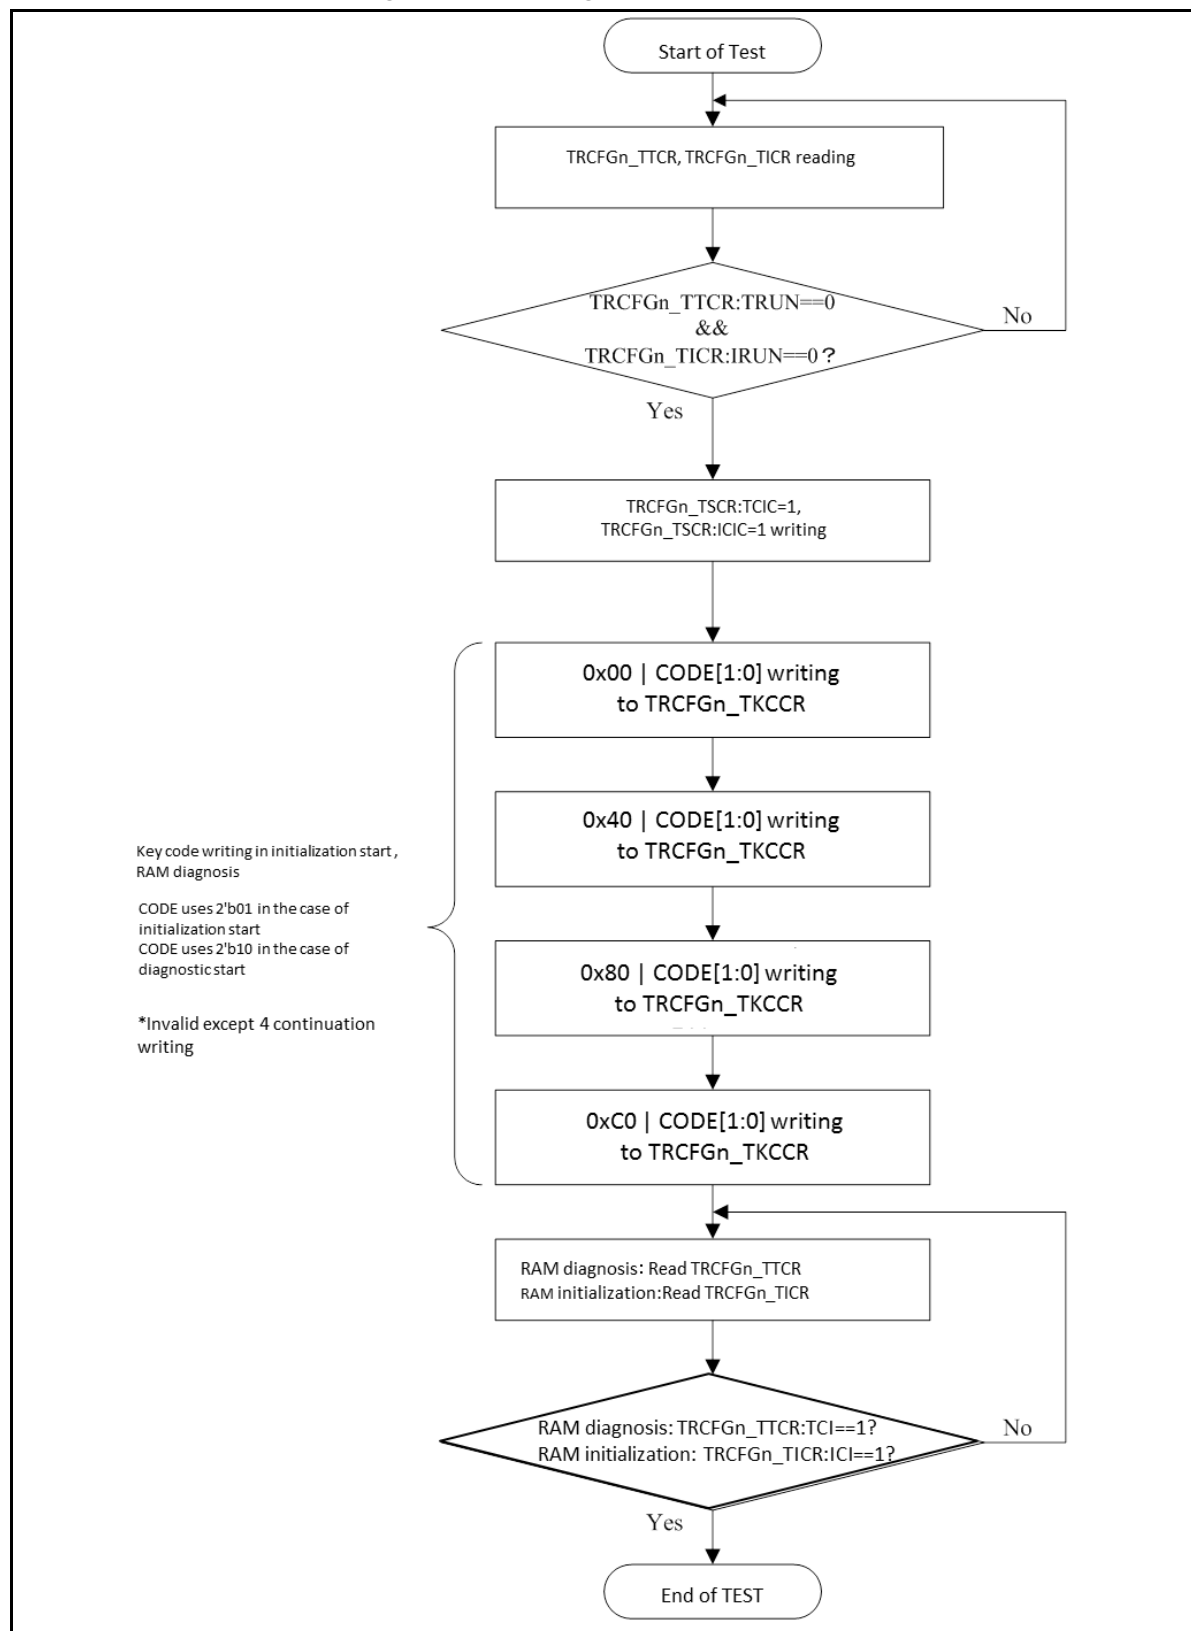 Start of Test
TRCFGn_TTCR, TRCFGn_TICR reading
TRCFGn_TTCR:TRUN==0
&&
TRCFGn_TICR:IRUN==0?
No
Yes
TRCFGn_TSCR:TCIC=1,
TRCFGn_TSCR:ICIC=1 writing
0x00 | CODE[1:0] writing
to TRCFGn_TKCCR
0x40 | CODE[1:0] writing
to TRCFGn_TKCCR
Key code writing in initialization start,
RAM diagnosis
CODE uses 2'b01 in the case of
initialization start
CODE uses 2'b10 in the case of
diagnostic start
*Invalid except 4 continuation
writing
0x80 | CODE[1:0] writing
to TRCFGn_TKCCR
0xC0 | CODE[1:0] writing
to TRCFGn_TKCCR
RAM diagnosis: Read TRCFGn_TTCR
RAM initialization:Read TRCFGn_TICR
RAM diagnosis: TRCFGn_TTCR:TCI==1?
RAM initialization: TRCFGn_TICR:ICI==1?
No
Yes
End of TEST